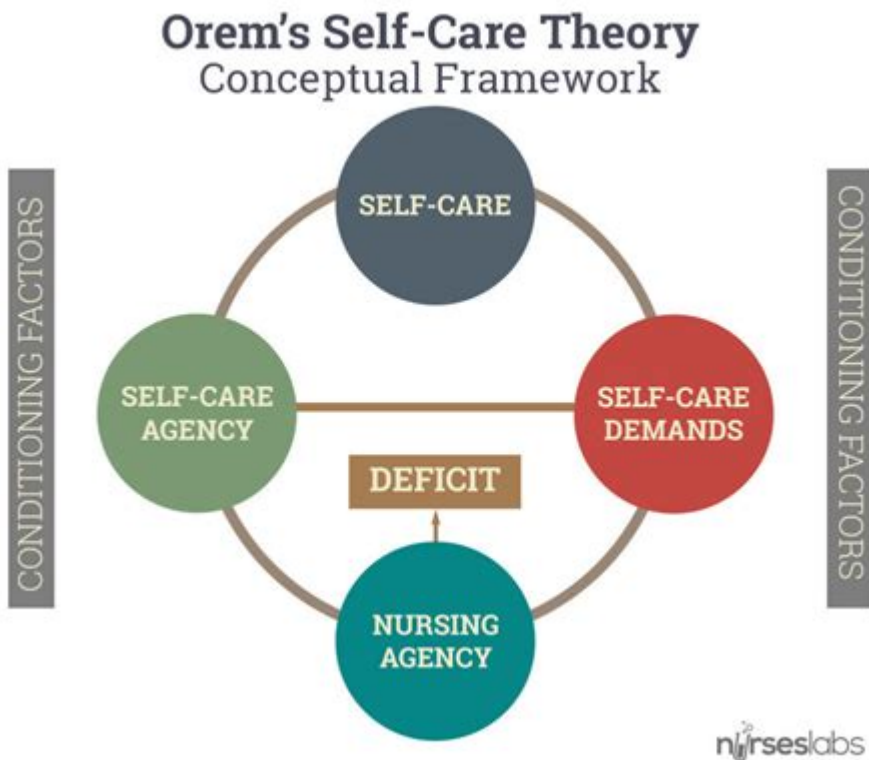 Orem's Self-Care Theory
Conceptual Framework
CONDITIONING FACTORS
SELF-CARE
CONDITIONING FACTORS
SELF-CARE
AGENCY
SELF-CARE
DEMANDS
DEFICIT
NURSING
AGENCY
nurseslabs